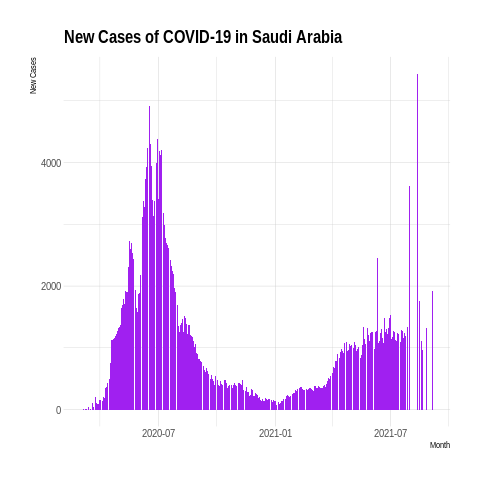 New Cases of COVID-19 in Saudi Arabia
New Cases
4000
2000
0
2020-07
2021-01
2021-07
Month